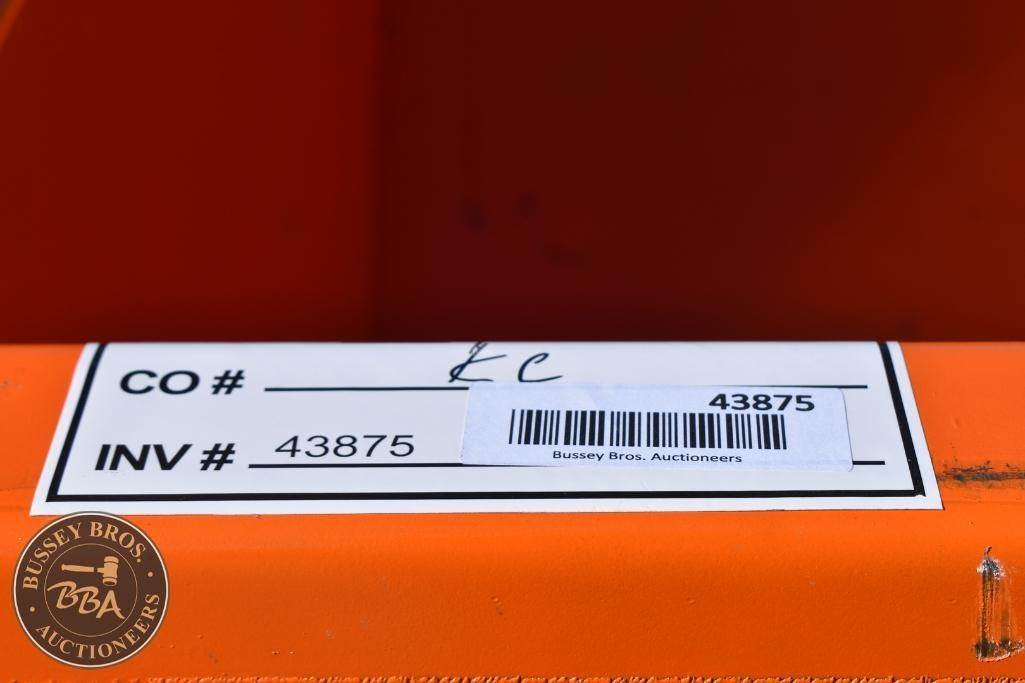 CO # KC
43875
INV # 43875
Bussey Bros. Auctioneers
BUSSEY BROS.
BBA
AUCTIONEERS